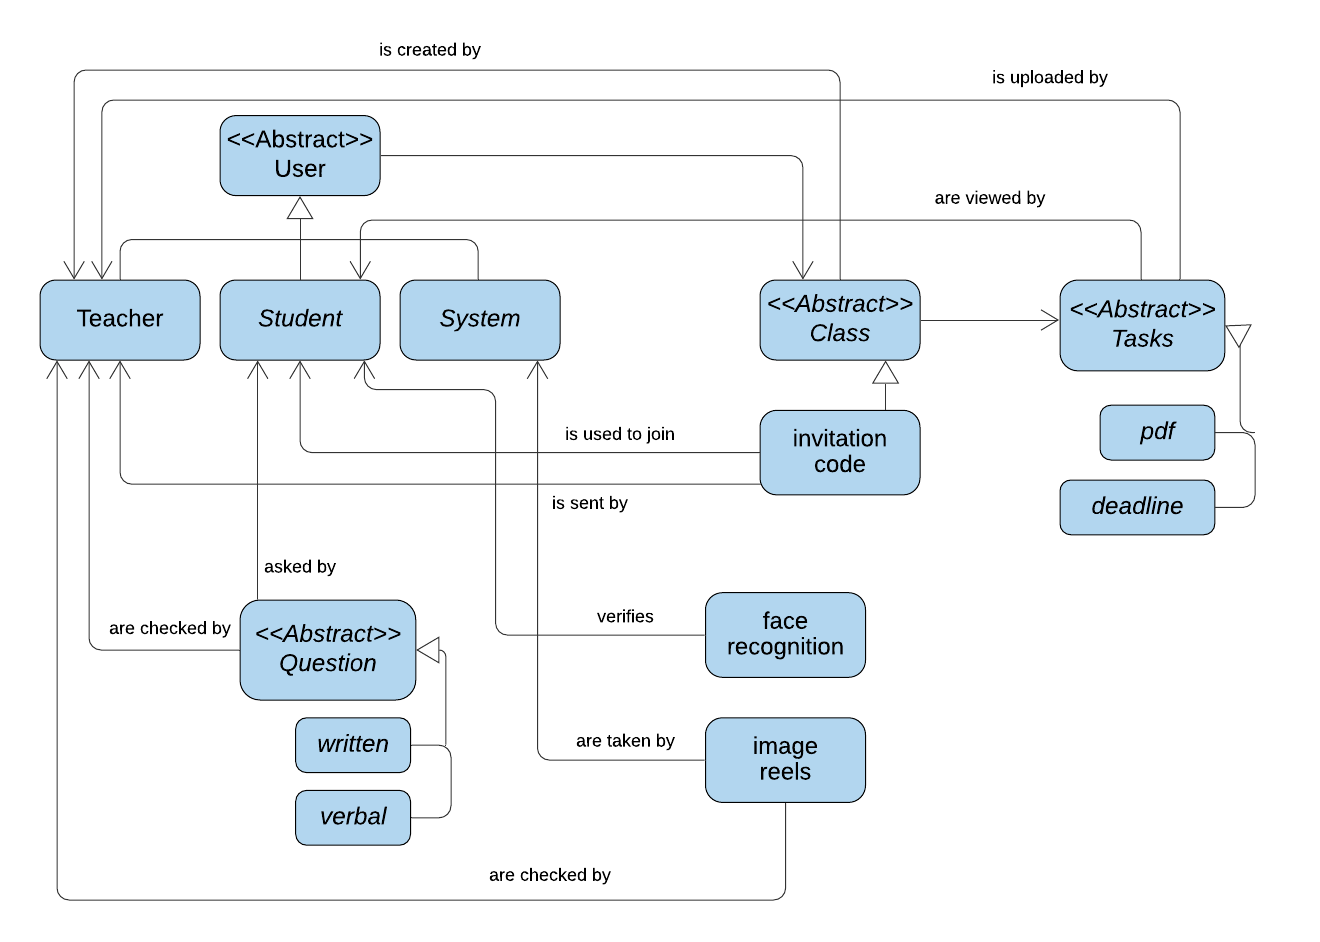 is created by
is uploaded by
<<Abstract>>
User
are viewed by
Teacher
Student
System
<<Abstract>>
Class
<<Abstract>>
Tasks
is used to join
invitation
code
pdf
is sent by
deadline
asked by
are checked by
<<Abstract>>
Question
verifies
face
recognition
written
are taken by
image
reels
verbal
are checked by